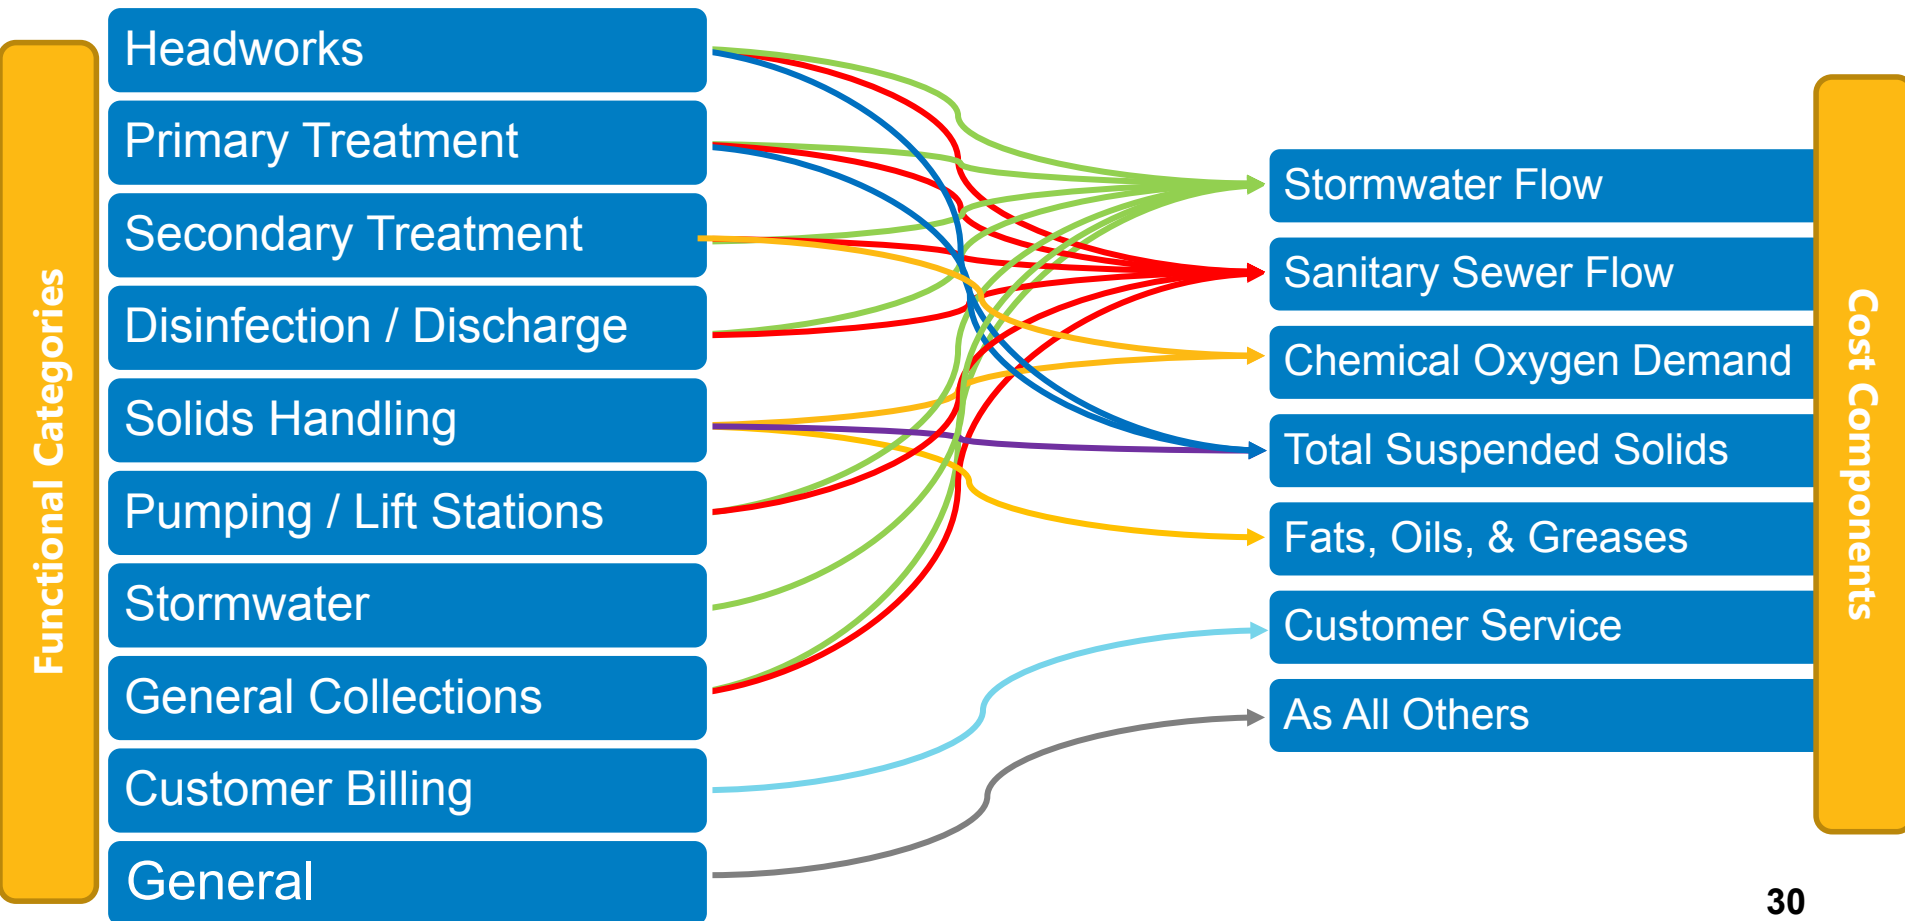 Functional Categories
Headworks
Primary Treatment
Secondary Treatment
Disinfection / Discharge
Solids Handling
Pumping / Lift Stations
Stormwater
General Collections
Customer Billing
General
Stormwater Flow
Sanitary Sewer Flow
Chemical Oxygen Demand
Total Suspended Solids
Fats, Oils, & Greases
Customer Service
As All Others
Cost Components
30